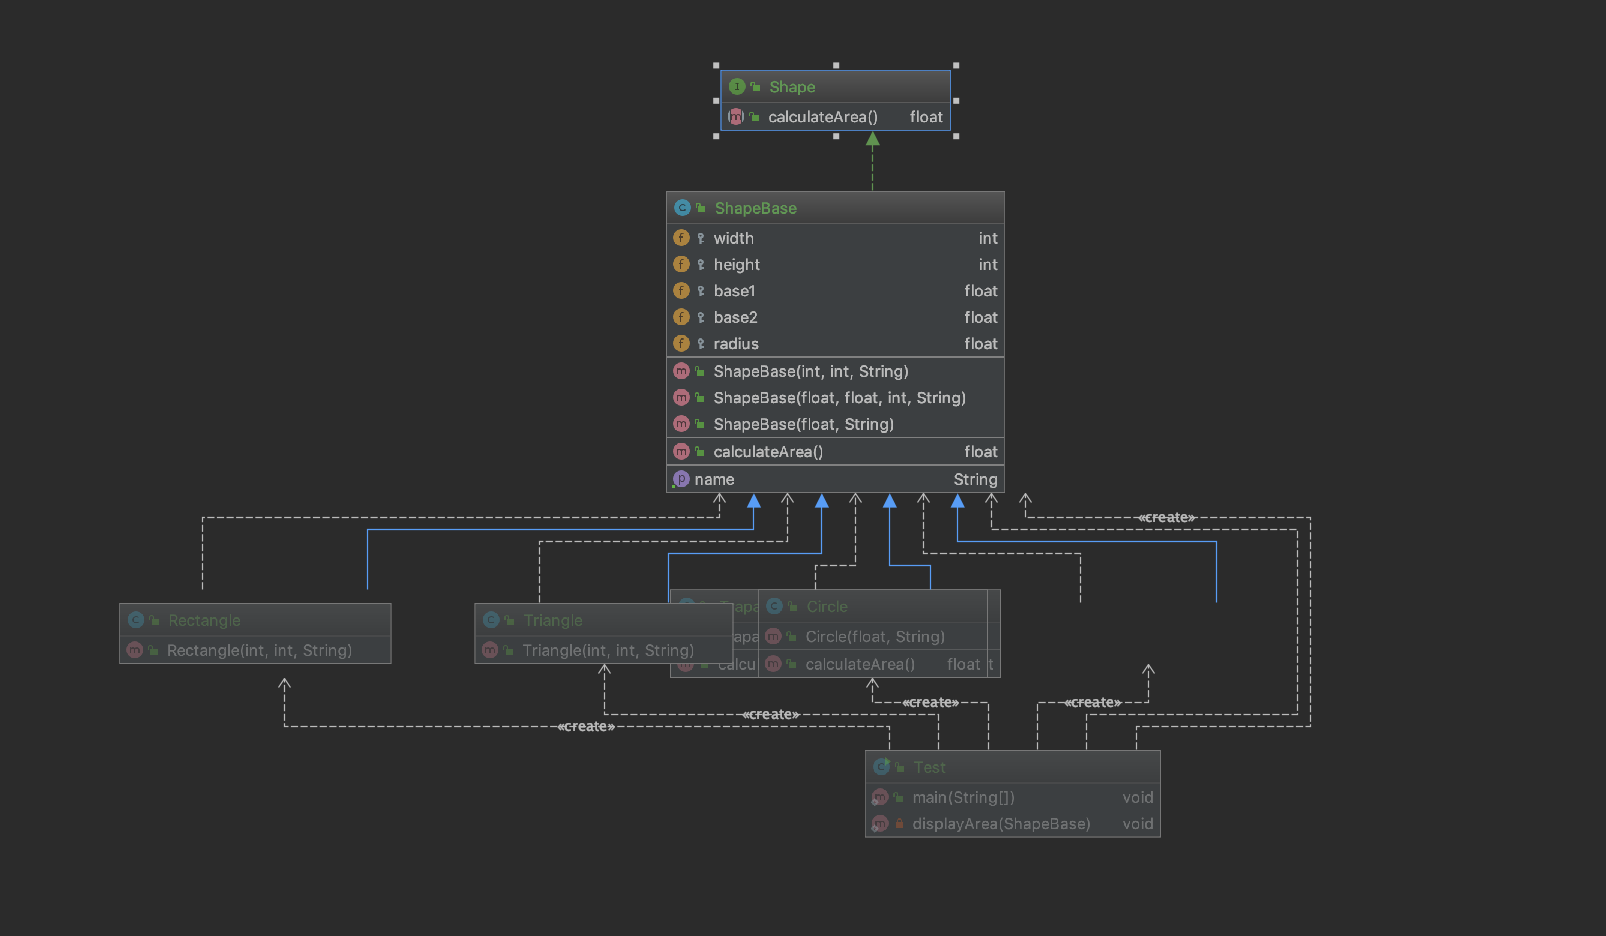 Shape
calculateArea() float
ShapeBase
width int
height int
base1 float
base2 float
radius float
ShapeBase(int, int, String)
ShapeBase(float, float, int, String)
ShapeBase(float, String)
calculateArea() float
name String
«create»
Rectangle
Rectangle(int, int, String)
Triangle
Triangle(int, int, String)
Circle
Circle(float, String)
calculateArea() float
«create»
«create»
«create»
«create»
Test
main(String[]) void
displayArea(ShapeBase) void